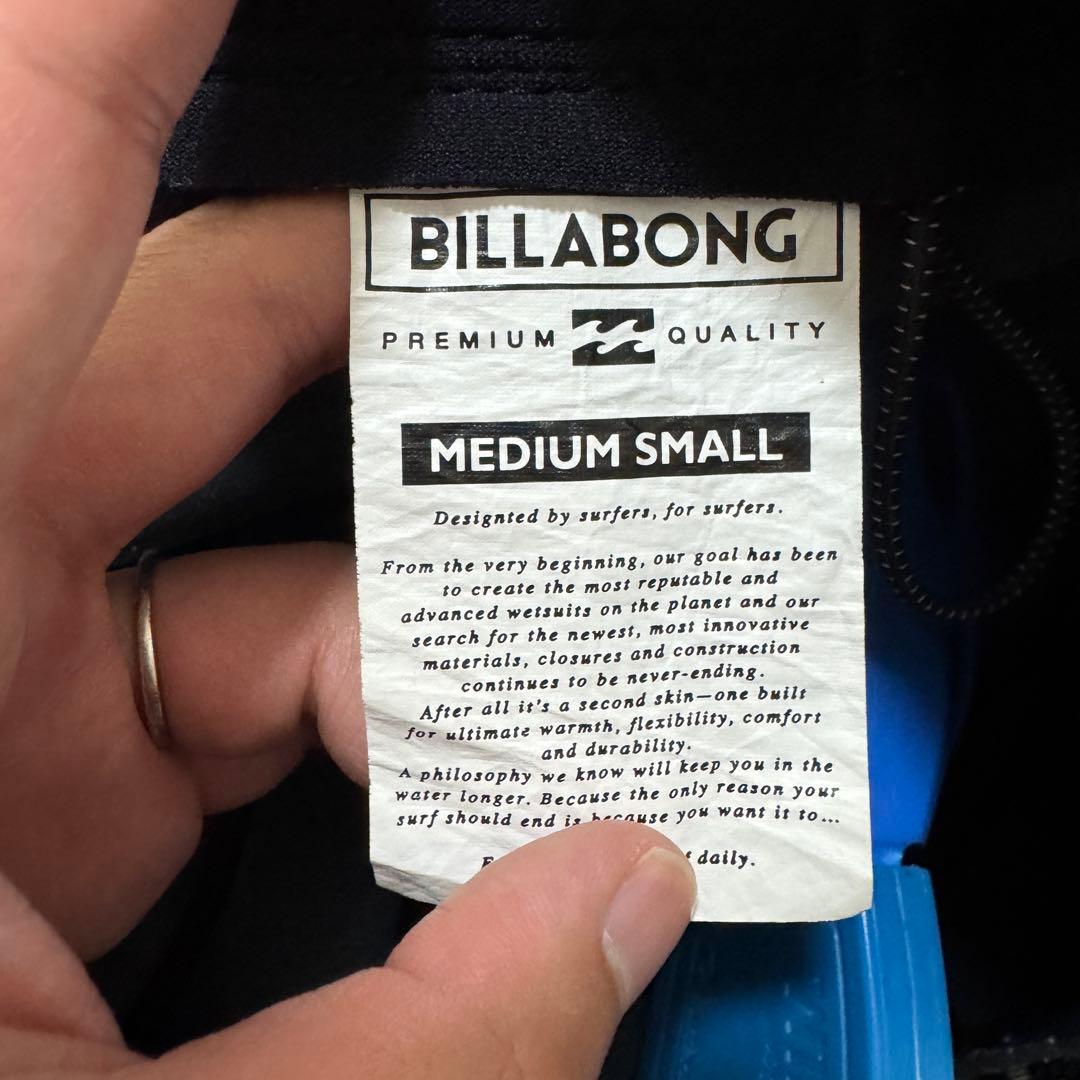 BILLABONG
PREMIUM QUALITY
MEDIUM SMALL
Designted by surfers, for surfers.
From the very beginning, our goal has been
to create the most reputable and
advanced wetsuits on the planet and our
search for the newest, most innovative
materials, closures and construction
continues to be never-ending.
After all it's a second skin—one built
for ultimate warmth, flexibility, comfort
and durability.
A philosophy we know will keep you in the
water longer. Because the only reason your
surf should end is because you want it to...
daily.